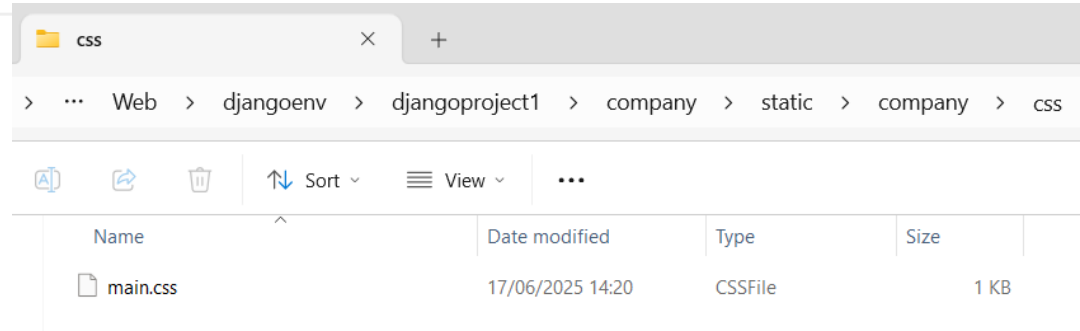 css
Web djangoenv djangoproject1 company static company css
Sort View
Name Date modified Type Size
main.css 17/06/2025 14:20 CSSFile 1 KB